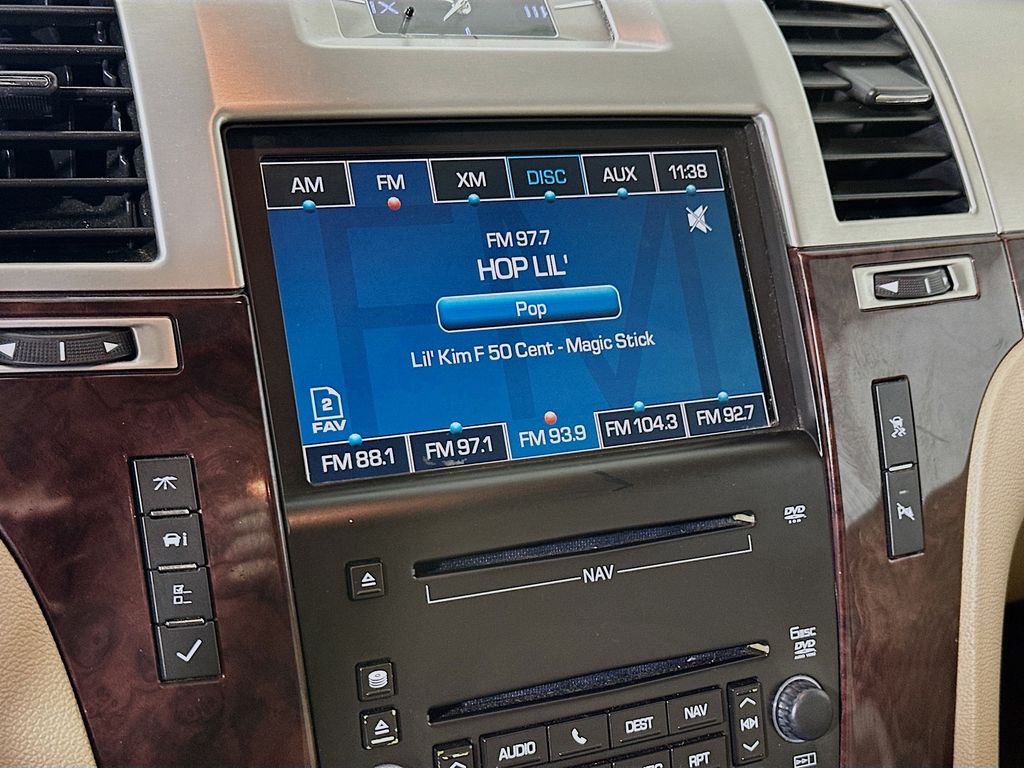 AM FM XM DISC AUX 11:38
FM 97.7
HOP LIL'
Pop
Lil' Kim F 50 Cent - Magic Stick
2
FAV
FM 88.1 FM 97.1 FM 93.9 FM 104.3 FM 92.7
DVD
ROM
NAV
6 DISC
DVD
AUDIO DEST NAV
RPT